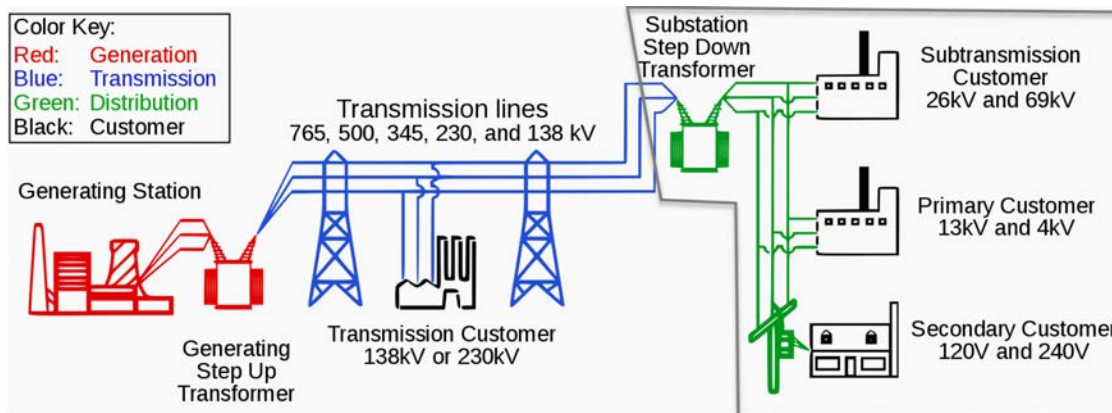 Color Key:
Red: Generation
Blue: Transmission
Green: Distribution
Black: Customer
Generating Station
Generating
Step Up
Transformer
Transmission lines
765, 500, 345, 230, and 138 kV
Transmission Customer
138kV or 230kV
Substation
Step Down
Transformer
Subtransmission
Customer
26kV and 69kV
Primary Customer
13kV and 4kV
Secondary Customer
120V and 240V